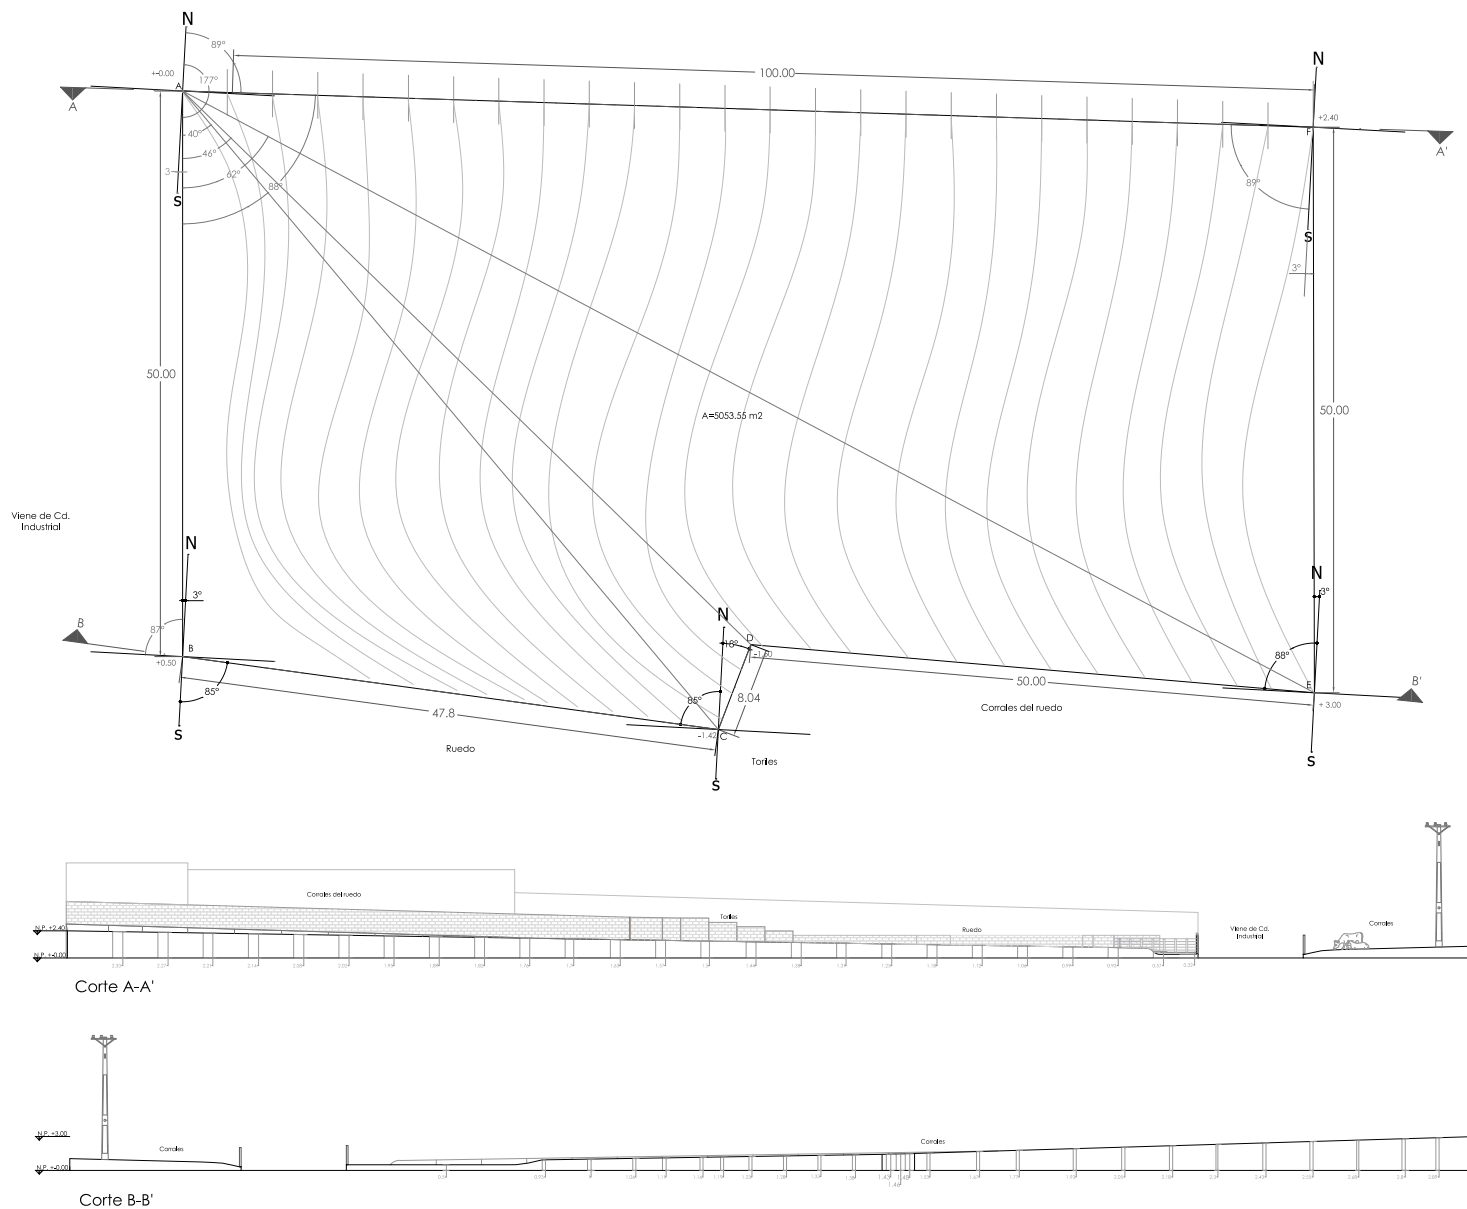 N
89°
+-0.00
A
177°
100.00
N
+2.40
F
A
A'
40°
46°
62°
88°
3
S
89°
S
3°
50.00
50.00
A=5053.55 m2
Viene de Cd.
Industrial
N
3°
87°
B
B
+0.50
85°
S
N
18°
D
-1.60
85°
8.04
-1.42
C
S
47.8
Ruedo
Toriles
50.00
Corrales del ruedo
N
3°
88°
E
+ 3.00
B'
S
Corrales del ruedo
Toriles
Ruedo
Viene de Cd.
Industrial
Corrales
N.P. +2.40
N.P. +-0.00
Corte A-A'
N.P. +3.00
N.P. +-0.00
Corrales
Corrales
1.46
Corte B-B'